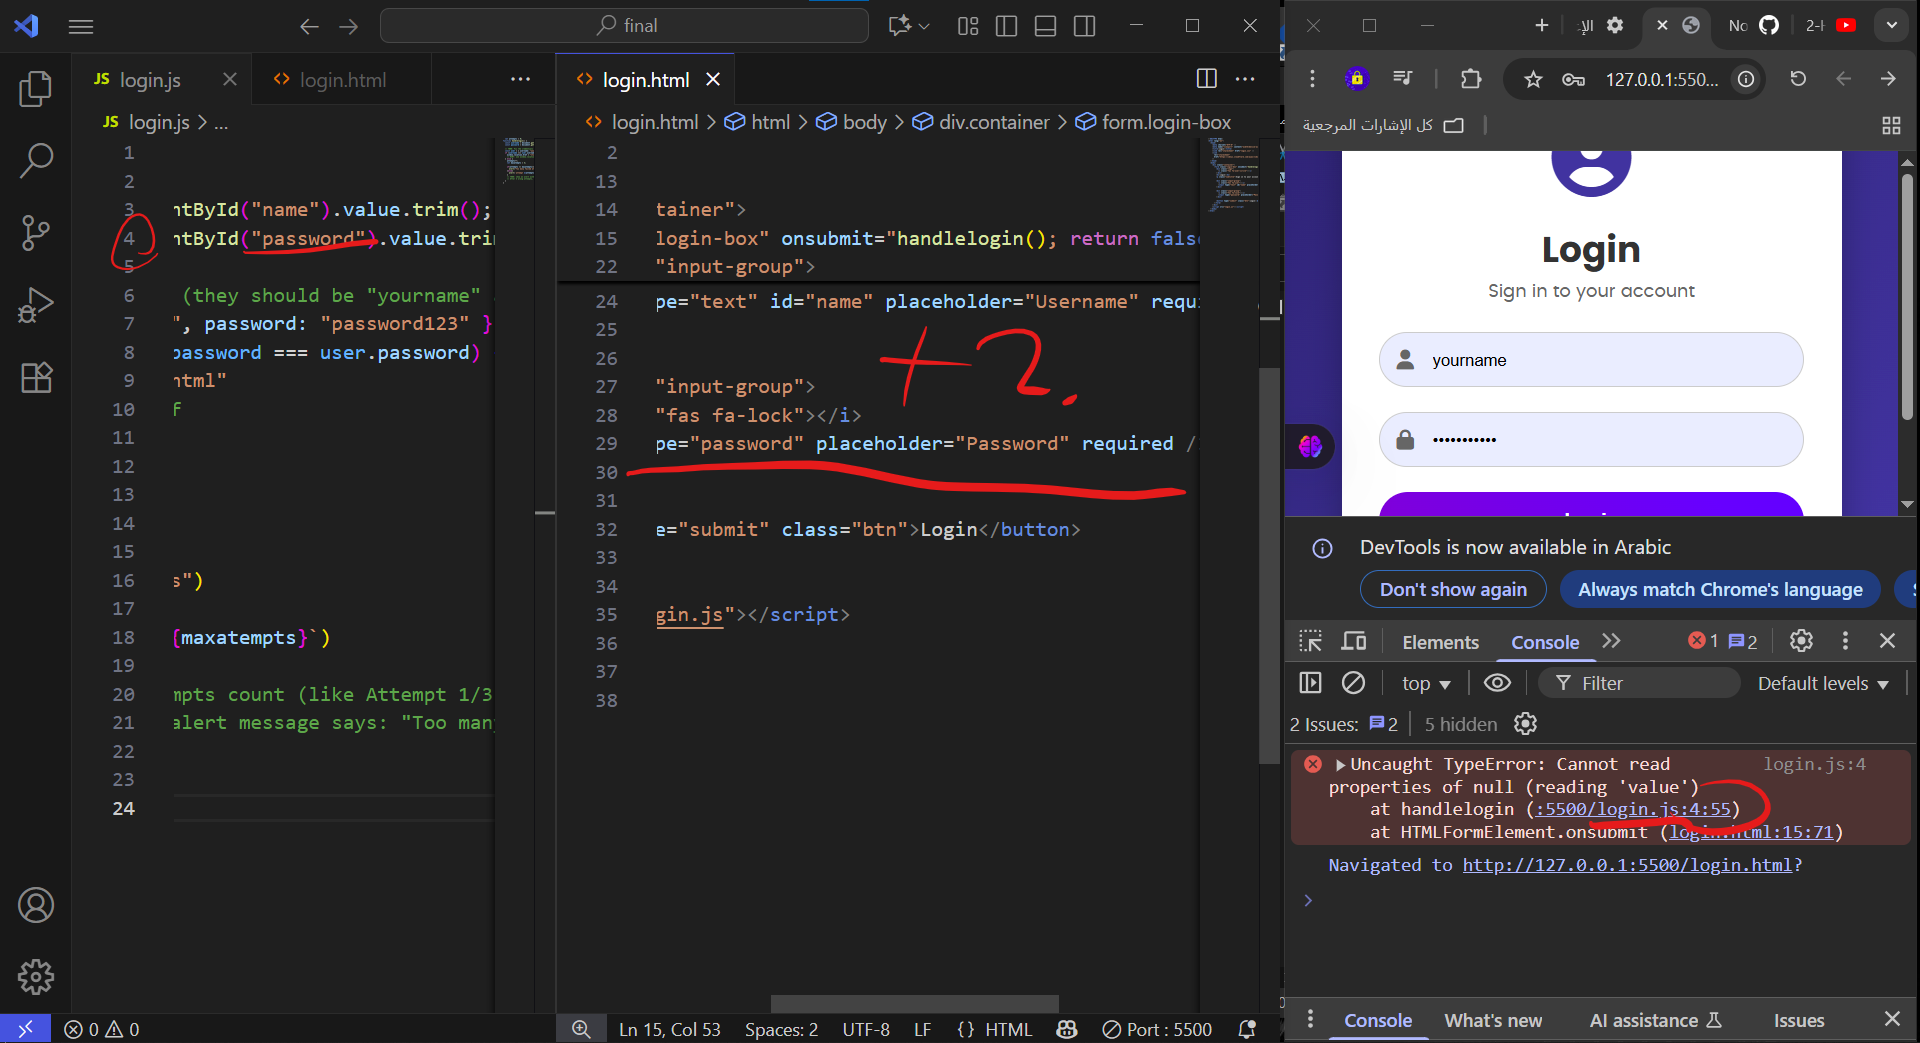 final
JS login.js
login.html
JS login.js > ...
1
2
3 ntById("name").value.trim();
4 ntById("password").value.tri
5
6 (they should be "yourname"
7 ", password: "password123" }
8 password === user.password)
9 html"
10 f
11
12
13
14
15
16 s")
17
18 {maxatempts}`)
19
20 mpts count (like Attempt 1/3
21 alert message says: "Too man
22
23
24
login.html
login.html > html > body > div.container > form.login-box
2
13
14 tainer">
15 login-box" onsubmit="handlelogin(); return false
22 "input-group">
24 pe="text" id="name" placeholder="Username" requi
25
26
27 "input-group">
28 "fas fa-lock"></i>
29 pe="password" placeholder="Password" required /
30
31
32 e="submit" class="btn">Login</button>
33
34
35 gin.js"></script>
36
37
38
+2.
0 0
Ln 15, Col 53 Spaces: 2 UTF-8 LF {} HTML Port : 5500
الإ
No
2-
127.0.0.1:5500...
كل الإشارات المرجعية
Login
Sign in to your account
yourname
•••••••••••
DevTools is now available in Arabic
Don't show again
Always match Chrome's language
Elements Console 1 2
top Filter Default levels
2 Issues: 2 5 hidden
Uncaught TypeError: Cannot read login.js:4
properties of null (reading 'value')
at handlelogin (:5500/login.js:4:55)
at HTMLFormElement.onsubmit (login.html:15:71)
Navigated to http://127.0.0.1:5500/login.html?
Console What's new AI assistance Issues